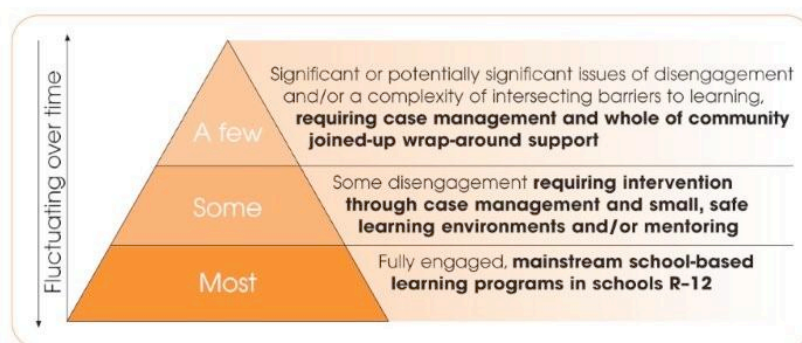 Fluctuating over time
A few
Significant or potentially significant issues of disengagement
and/or a complexity of intersecting barriers to learning,
requiring case management and whole of community
joined-up wrap-around support
Some
Some disengagement requiring intervention
through case management and small, safe
learning environments and/or mentoring
Most
Fully engaged, mainstream school-based
learning programs in schools R–12